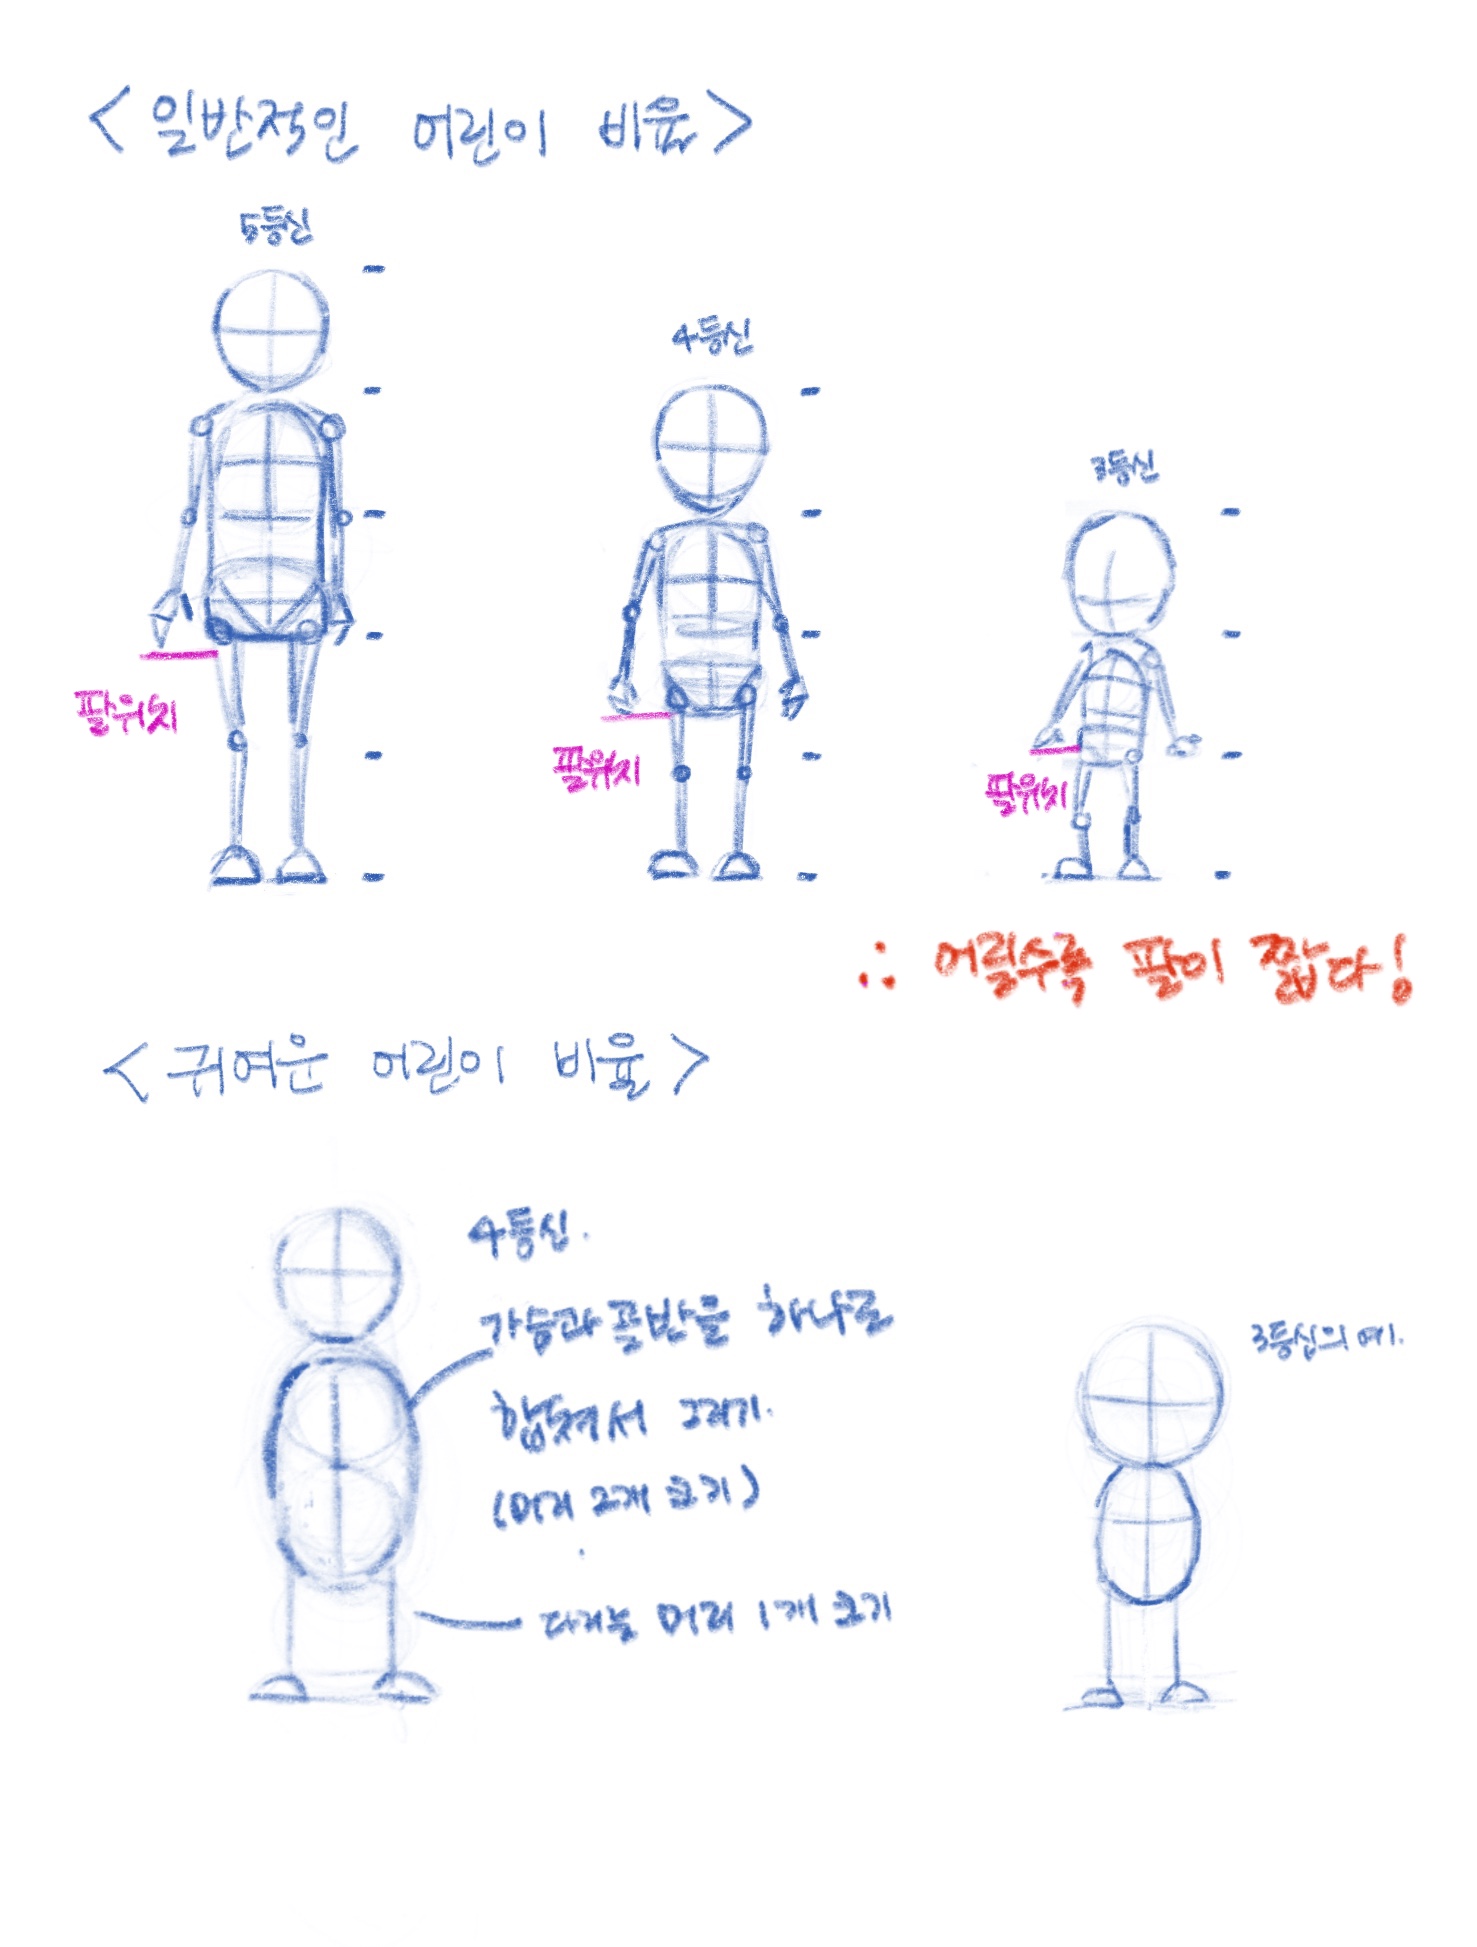 <일반적인 어린이 비율>
5등신
4등신
3등신
팔위치
팔위치
팔위치
∴ 어릴수록 팔이 짧다!
<귀여운 어린이 비율>
4등신.
가슴과 골반을 하나로
합쳐서 그리기.
(머리 2개 크기)
다리는 머리 1개 크기
3등신의 예.